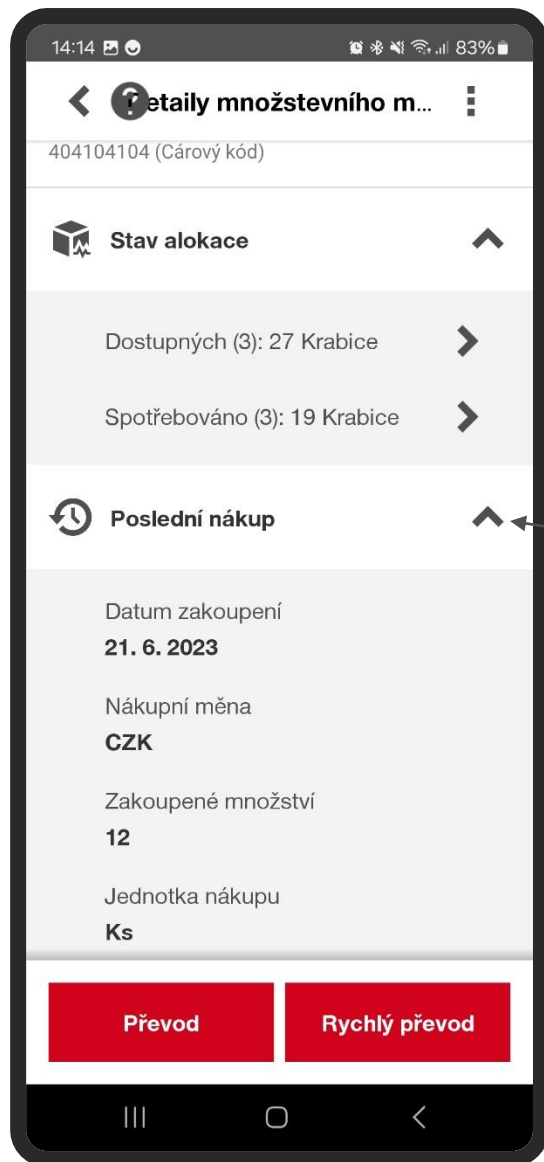 14:14 83%
?etaily množstevního m...
404104104 (Cárový kód)
Stav alokace
Dostupných (3): 27 Krabice
Spotřebováno (3): 19 Krabice
Poslední nákup
Datum zakoupení
21. 6. 2023
Nákupní měna
CZK
Zakoupené množství
12
Jednotka nákupu
Ks
Převod Rychlý převod